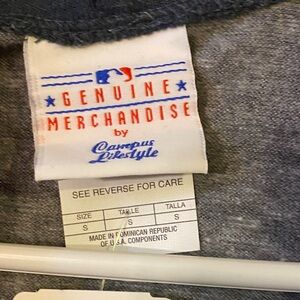 GENUINE
MERCHANDISE
by
Campus
Lifestyle
SEE REVERSE FOR CARE
SIZE TAILLE TALLA
S S S
MADE IN DOMINICAN REPUBLIC
OF U.S.A. COMPONENTS